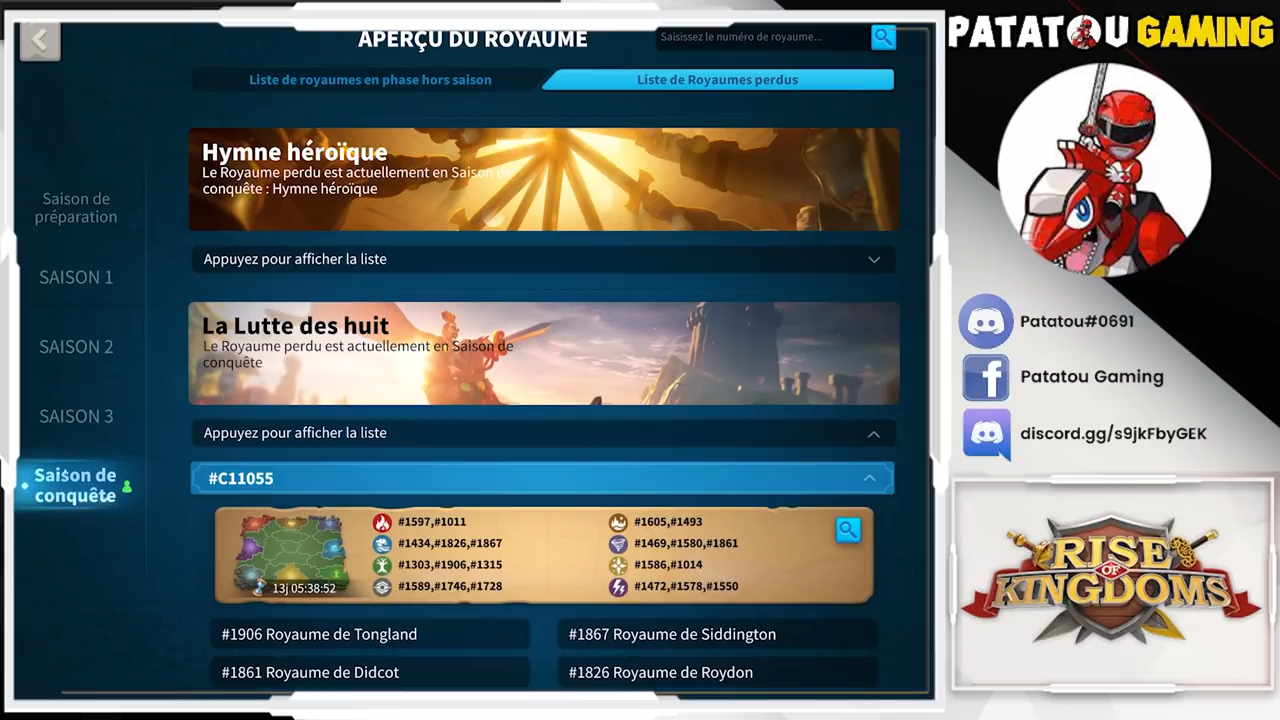 APERÇU DU ROYAUME
Saisissez le numéro de royaume...
Liste de royaumes en phase hors saison
Liste de Royaumes perdus
Saison de
préparation
SAISON 1
SAISON 2
SAISON 3
Saison de
conquête
Hymne héroïque
Le Royaume perdu est actuellement en Saison de
conquête : Hymne héroïque
Appuyez pour afficher la liste
La Lutte des huit
Le Royaume perdu est actuellement en Saison de
conquête
Appuyez pour afficher la liste
#C11055
13j 05:38:52
#1597,#1011
#1434,#1826,#1867
#1303,#1906,#1315
#1589,#1746,#1728
#1605,#1493
#1469,#1580,#1861
#1586,#1014
#1472,#1578,#1550
#1906 Royaume de Tongland
#1867 Royaume de Siddington
#1861 Royaume de Didcot
#1826 Royaume de Roydon
PATATOU GAMING
Patatou#0691
Patatou Gaming
discord.gg/s9jkFbyGEK
RISE
OF
KINGDOMS